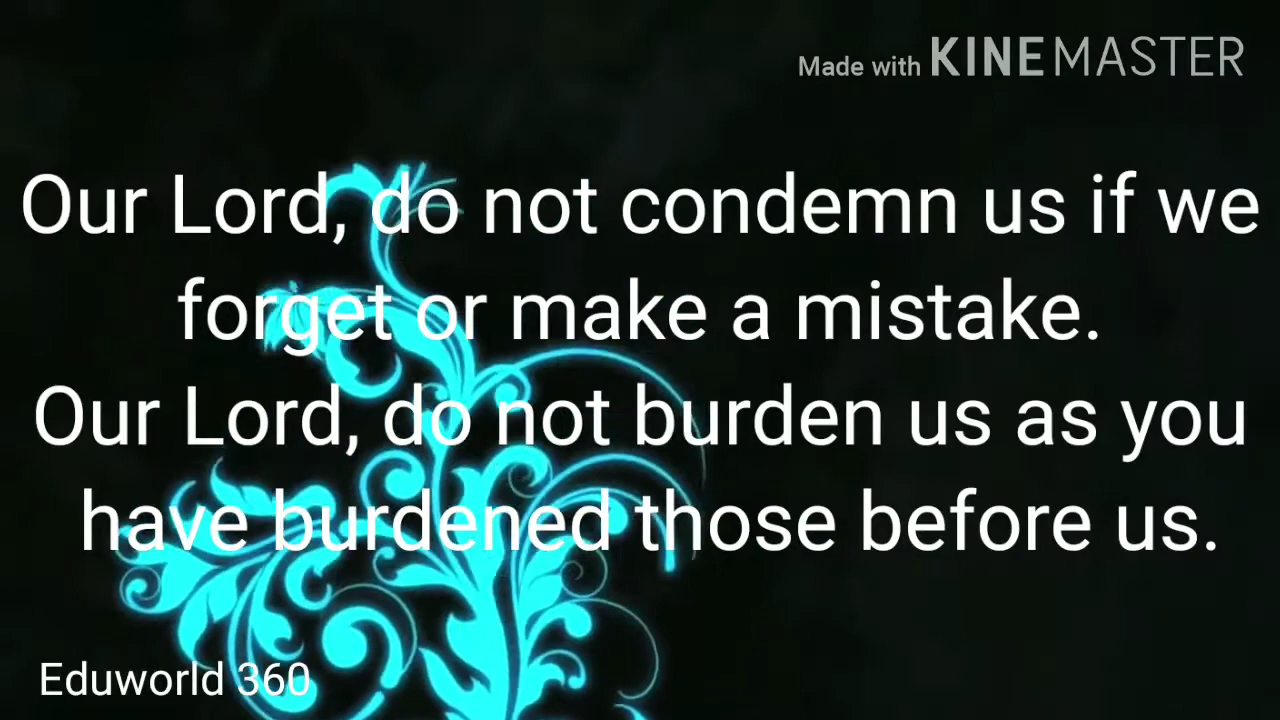 Made with KINEMASTER
Our Lord, do not condemn us if we
forget or make a mistake.
Our Lord, do not burden us as you
have burdened those before us.
Eduworld 360